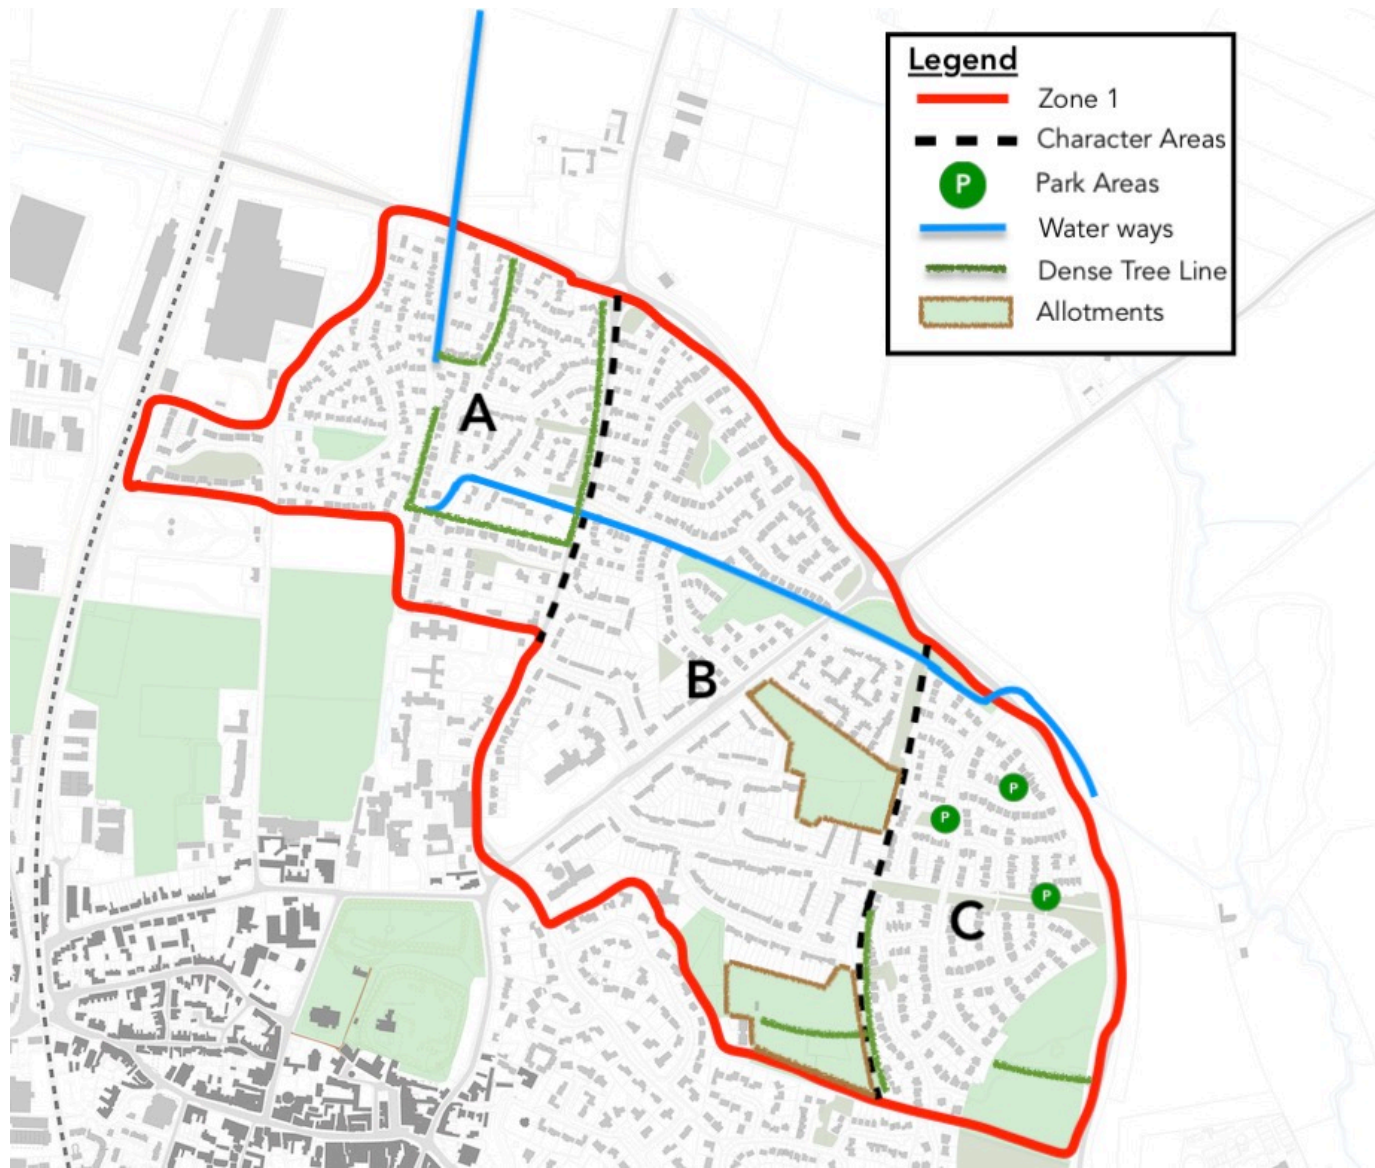 Legend
Zone 1
Character Areas
P Park Areas
Water ways
Dense Tree Line
Allotments
A
B
P
P
P
C